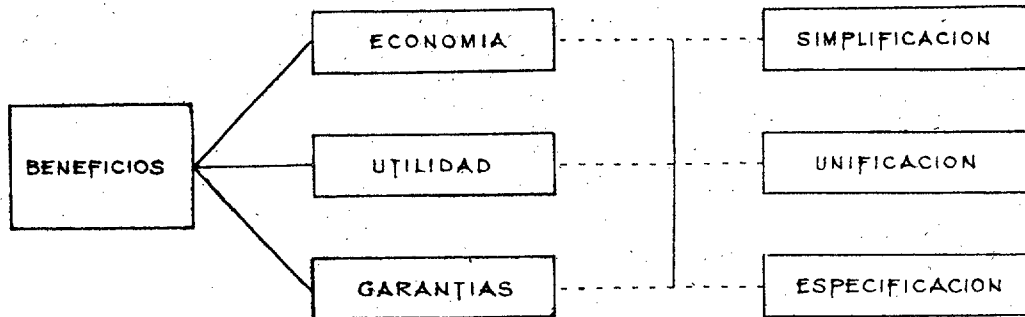 ECONOMIA
SIMPLIFICACION
BENEFICIOS
UTILIDAD
UNIFICACION
GARANTIAS
ESPECIFICACION